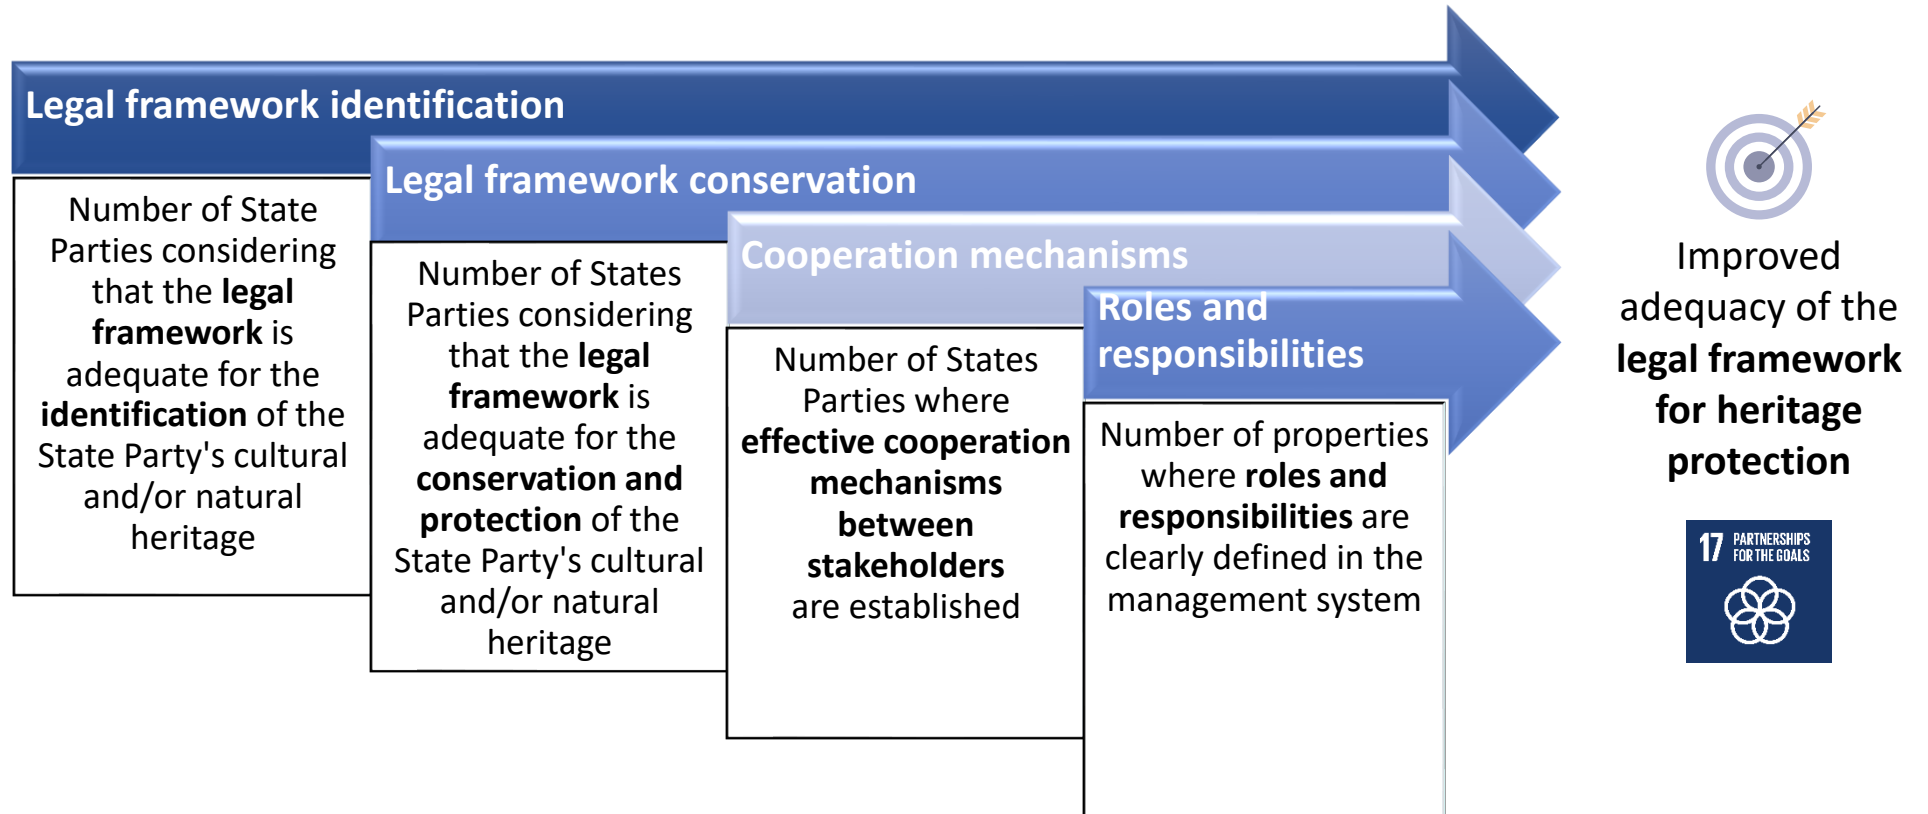 Legal framework identification
Number of State
Parties considering
that the legal
framework is
adequate for the
identification of the
State Party's cultural
and/or natural
heritage
Legal framework conservation
Number of States
Parties considering
that the legal
framework is
adequate for the
conservation and
protection of the
State Party's cultural
and/or natural
heritage
Cooperation mechanisms
Number of States
Parties where
effective cooperation
mechanisms
between
stakeholders
are established
Roles and
responsibilities
Number of properties
where roles and
responsibilities are
clearly defined in the
management system
Improved
adequacy of the
legal framework
for heritage
protection
17 PARTNERSHIPS
FOR THE GOALS